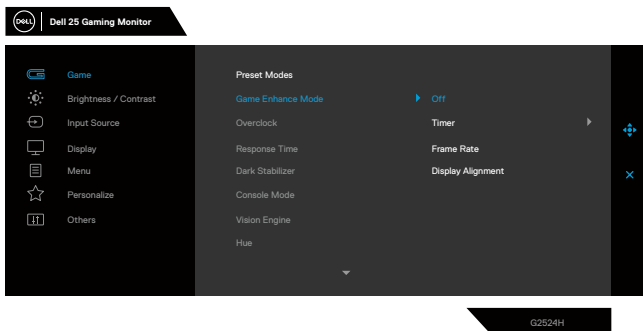 DELL
Dell 25 Gaming Monitor
Game
Brightness / Contrast
Input Source
Display
Menu
Personalize
Others
Preset Modes
Game Enhance Mode
Overclock
Response Time
Dark Stabilizer
Console Mode
Vision Engine
Hue
Off
Timer
Frame Rate
Display Alignment
G2524H